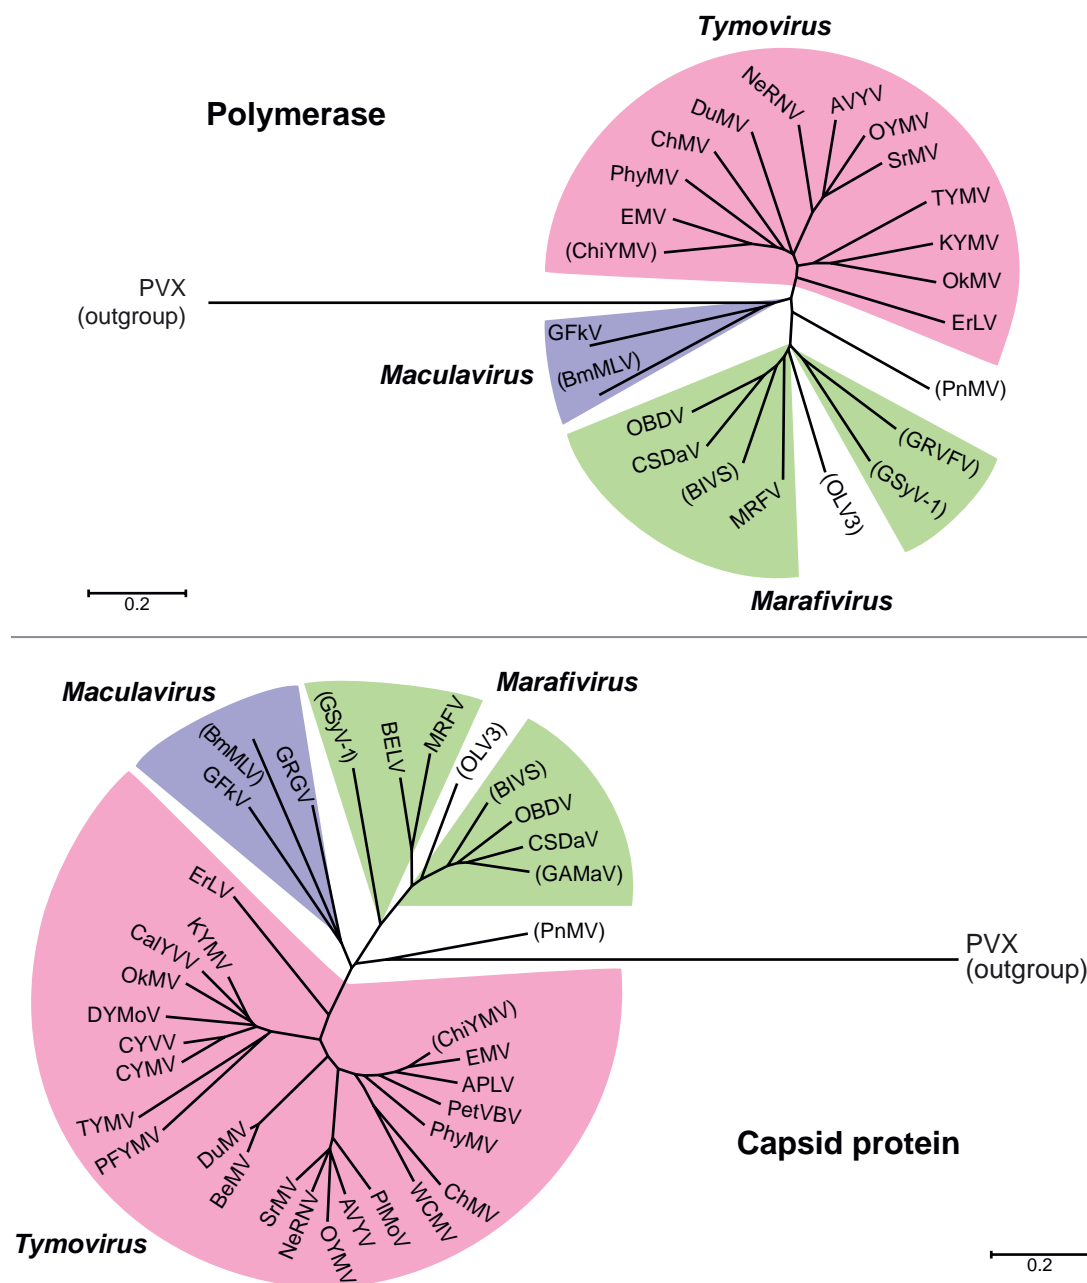 Tymovirus
Polymerase
NeRNV
AVYV
DuMV
OYMV
ChMV
SrMV
PhyMV
TYMV
EMV
KYMV
(ChiYMV)
OkMV
PVX
(outgroup)
ErLV
GFkV
Maculavirus
(BmMLV)
(PnMV)
OBDV
CSDaV
(BIVS)
MRFV
(OLV3)
(GSyV-1)
(GRVFV)
Marafivirus
0.2
Maculavirus
Marafivirus
(BmMLV)
GFkV
GRGV
(GSyV-1)
BELV
MRFV
(OLV3)
(BIVS)
OBDV
CSDaV
(GAMaV)
(PnMV)
PVX
(outgroup)
ErLV
KYMV
CalYVV
OkMV
DYMoV
CYVV
CYMV
TYMV
PFYMV
DuMV
BeMV
SrMV
NeRNV
OYMV
AVYV
PlMoV
WCMV
ChMV
PhyMV
PetVBV
APLV
EMV
(ChiYMV)
Capsid protein
Tymovirus
0.2